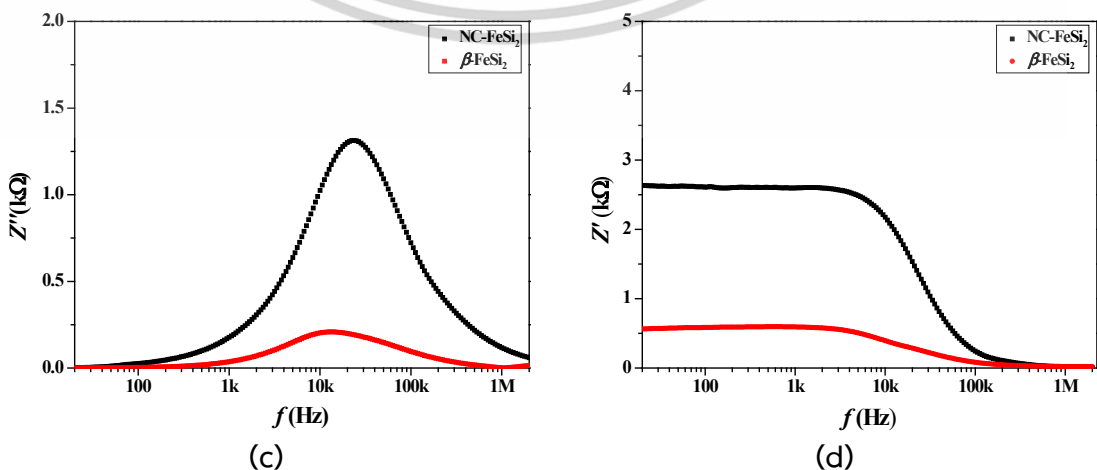 2.0
1.5
1.0
0.5
0.0
Z″(kΩ)
NC-FeSi₂
β-FeSi₂
100
1k
10k
100k
1M
f (Hz)
(c)
5
4
3
2
1
0
Z′ (kΩ)
NC-FeSi₂
β-FeSi₂
100
1k
10k
100k
1M
f (Hz)
(d)